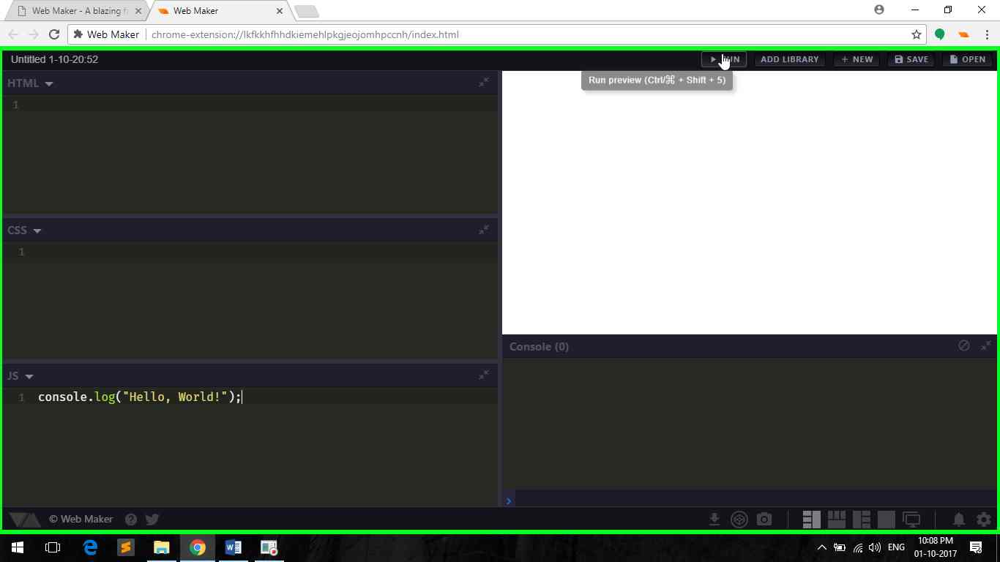 Web Maker - A blazing fa
Web Maker
Web Maker chrome-extension://lkfkkhfhhdkiemehlpkgjeojomhpccnh/index.html
Untitled 1-10-20:52
ADD LIBRARY
+ NEW
SAVE
OPEN
Run preview (Ctrl/⌘ + Shift + 5)
HTML
1
CSS
1
JS
1 console.log("Hello, World!");
Console (0)
›
© Web Maker
ENG
10:08 PM
01-10-2017